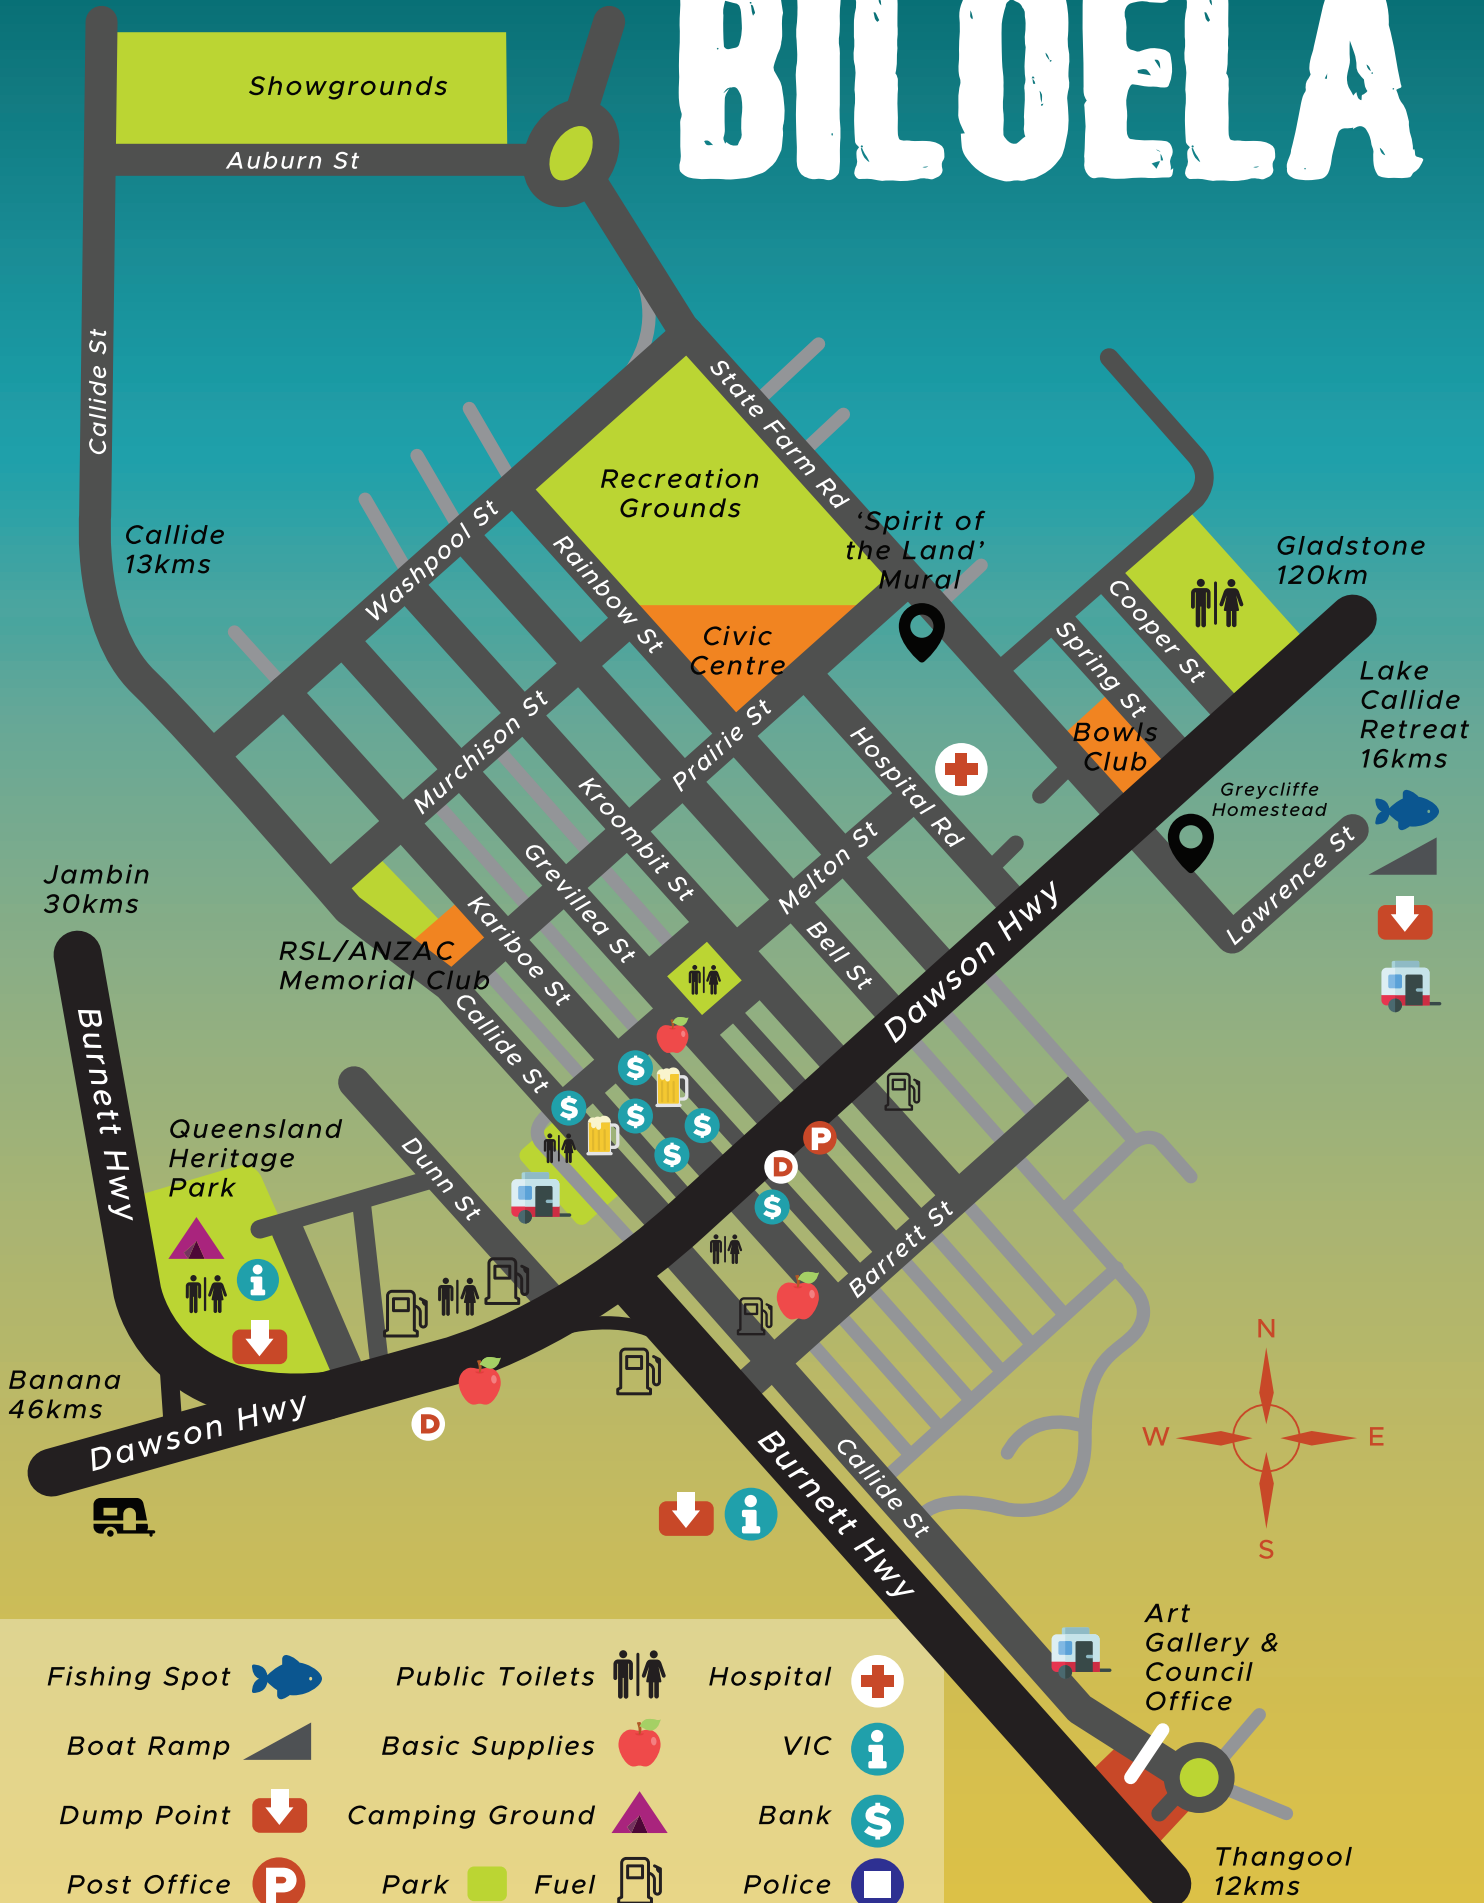 BILOELA
Showgrounds
Auburn St
Callide St
State Farm Rd
Recreation
Grounds
Washpool St
Rainbow St
'Spirit of
the Land'
Mural
Callide
13kms
Gladstone
120km
Cooper St
Spring St
Civic
Centre
Lake
Callide
Retreat
16kms
Murchison St
Prairie St
Hospital Rd
Bowls
Club
Greycliffe
Homestead
Kroombit St
Grevillea St
Melton St
Lawrence St
Jambin
30kms
Kariboe St
Bell St
Dawson Hwy
RSL/ANZAC
Memorial Club
Callide St
Burnett Hwy
Queensland
Heritage
Park
Dunn St
$
$
$
$
$
P
D
$
Barrett St
i
Banana
46kms
Dawson Hwy
D
N
W
E
S
Burnett Hwy
Callide St
i
Art
Gallery &
Council
Office
Thangool
12kms
Fishing Spot
Public Toilets
Hospital
Boat Ramp
Basic Supplies
VIC
i
Dump Point
Camping Ground
Bank
$
Post Office
P
Park
Fuel
Police